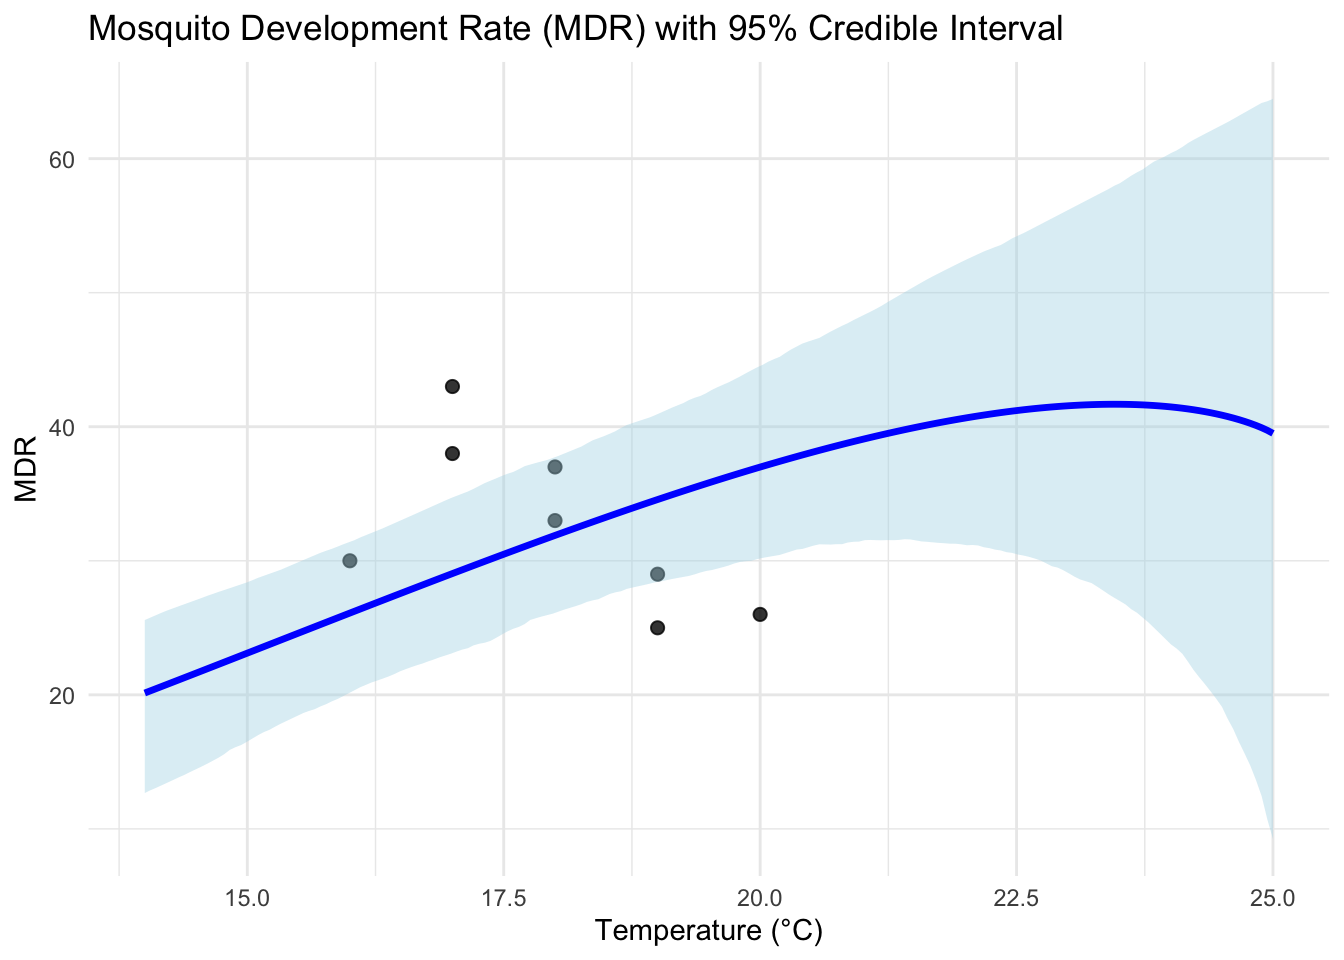 Mosquito Development Rate (MDR) with 95% Credible Interval
60
40
20
MDR
15.0 17.5 20.0 22.5 25.0
Temperature (°C)